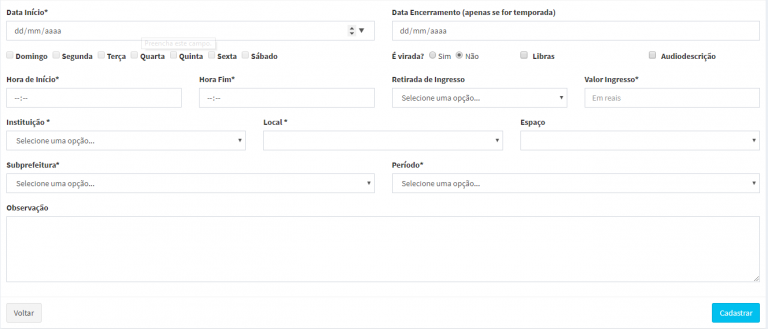 Data Início* Data Encerramento (apenas se for temporada)
dd/mm/aaaa dd/mm/aaaa
Preencha este campo.
Domingo Segunda Terça Quarta Quinta Sexta Sábado É virada? Sim Não Libras Audiodescrição
Hora de Início* Hora Fim* Retirada de Ingresso Valor Ingresso*
--:-- --:-- Selecione uma opção... Em reais
Instituição * Local * Espaço
Selecione uma opção...
Subprefeitura* Período*
Selecione uma opção... Selecione uma opção...
Observação
Voltar Cadastrar